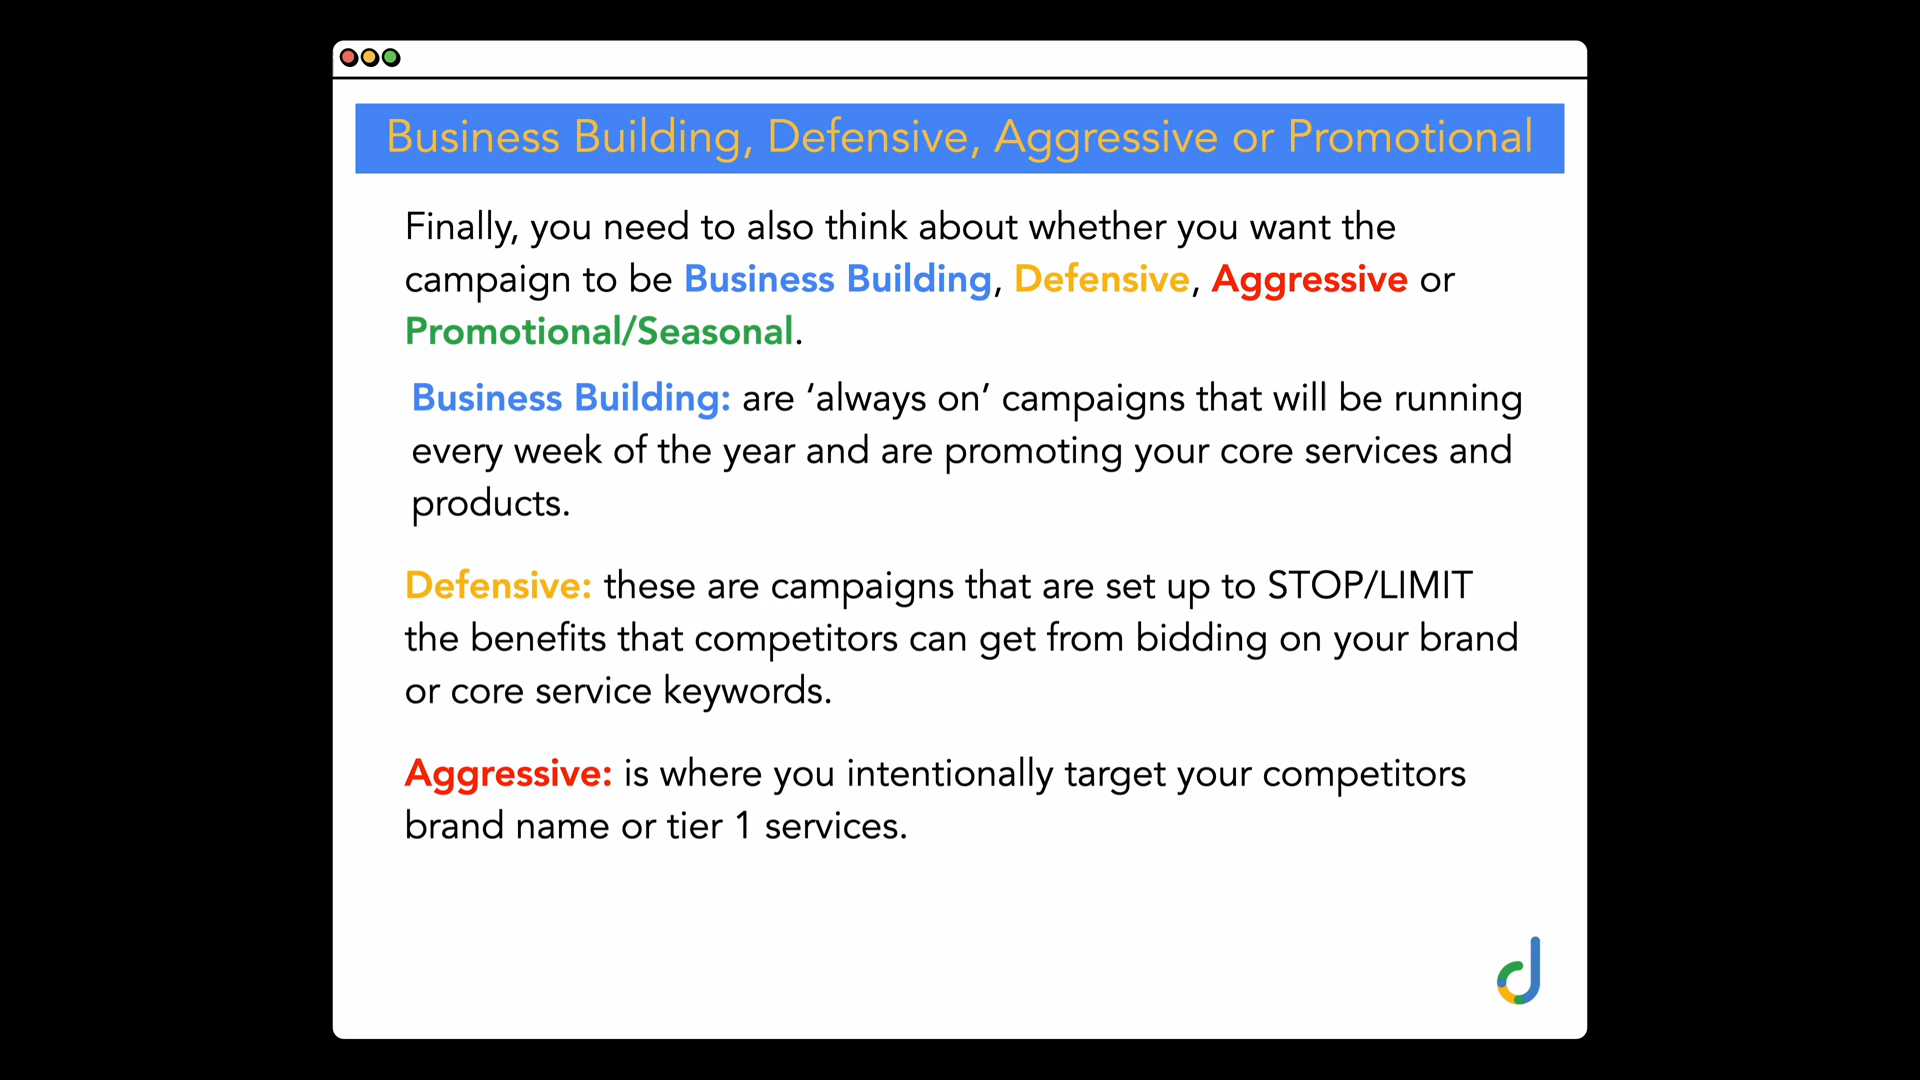 Business Building, Defensive, Aggressive or Promotional
Finally, you need to also think about whether you want the
campaign to be Business Building, Defensive, Aggressive or
Promotional/Seasonal.
Business Building: are ‘always on’ campaigns that will be running
every week of the year and are promoting your core services and
products.
Defensive: these are campaigns that are set up to STOP/LIMIT
the benefits that competitors can get from bidding on your brand
or core service keywords.
Aggressive: is where you intentionally target your competitors
brand name or tier 1 services.